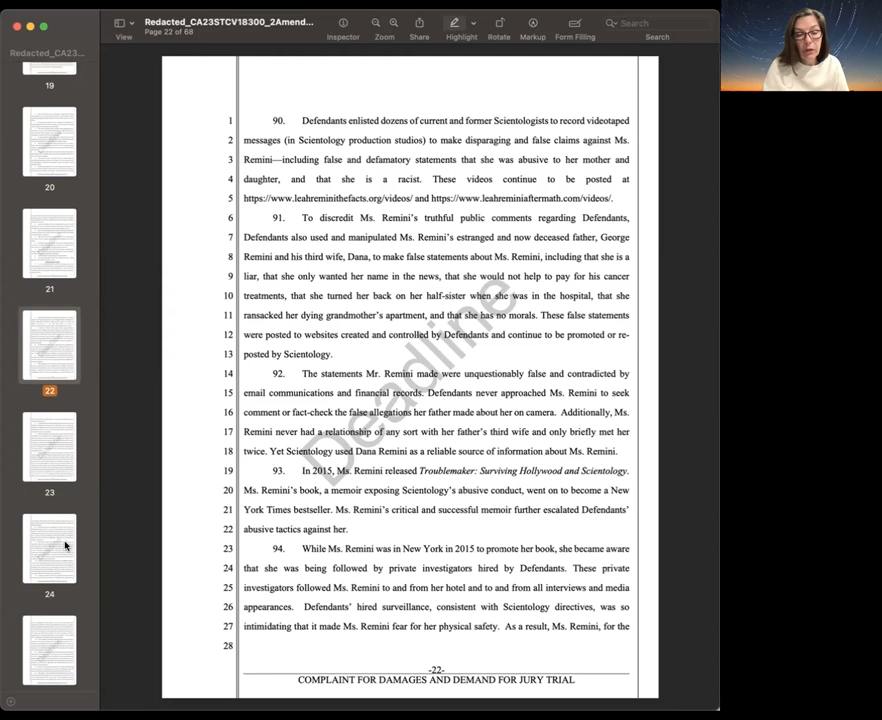 Redacted_CA23STCV18300_2Amend...
Page 22 of 68
View
Inspector
Zoom
Share
Highlight
Rotate
Markup
Form Filling
Search
Search
Redacted_CA23...
19
20
21
22
23
24
1 90. Defendants enlisted dozens of current and former Scientologists to record videotaped
2 messages (in Scientology production studios) to make disparaging and false claims against Ms.
3 Remini—including false and defamatory statements that she was abusive to her mother and
4 daughter, and that she is a racist. These videos continue to be posted at
5 https://www.leahreminithefacts.org/videos/ and https://www.leahreminiaftermath.com/videos/.
6 91. To discredit Ms. Remini's truthful public comments regarding Defendants,
7 Defendants also used and manipulated Ms. Remini's estranged and now deceased father, George
8 Remini and his third wife, Dana, to make false statements about Ms. Remini, including that she is a
9 liar, that she only wanted her name in the news, that she would not help to pay for his cancer
10 treatments, that she turned her back on her half-sister when she was in the hospital, that she
11 ransacked her dying grandmother's apartment, and that she has no morals. These false statements
12 were posted to websites created and controlled by Defendants and continue to be promoted or re-
13 posted by Scientology.
14 92. The statements Mr. Remini made were unquestionably false and contradicted by
15 email communications and financial records. Defendants never approached Ms. Remini to seek
16 comment or fact-check the false allegations her father made about her on camera. Additionally, Ms.
17 Remini never had a relationship of any sort with her father's third wife and only briefly met her
18 twice. Yet Scientology used Dana Remini as a reliable source of information about Ms. Remini.
19 93. In 2015, Ms. Remini released Troublemaker: Surviving Hollywood and Scientology.
20 Ms. Remini's book, a memoir exposing Scientology's abusive conduct, went on to become a New
21 York Times bestseller. Ms. Remini's critical and successful memoir further escalated Defendants'
22 abusive tactics against her.
23 94. While Ms. Remini was in New York in 2015 to promote her book, she became aware
24 that she was being followed by private investigators hired by Defendants. These private
25 investigators followed Ms. Remini to and from her hotel and to and from all interviews and media
26 appearances. Defendants' hired surveillance, consistent with Scientology directives, was so
27 intimidating that it made Ms. Remini fear for her physical safety. As a result, Ms. Remini, for the
28
Deadline
-22-
COMPLAINT FOR DAMAGES AND DEMAND FOR JURY TRIAL